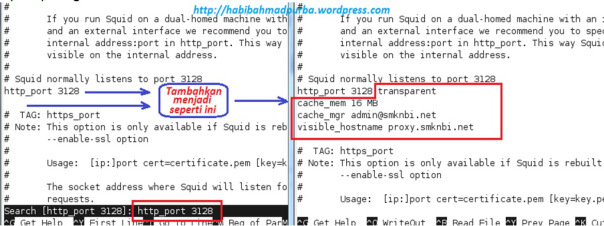 http://habibahmadpurba.wordpress.com
#
#       If you run Squid on a dual-homed machine with
#       and an external interface we recommend you to
#       internal address:port in http_port. This way
#       visible on the internal address.
#
# Squid normally listens to port 3128
http_port 3128
#  TAG: https_port
# Note: This option is only available if Squid is reb
#       --enable-ssl option
#
#       Usage:  [ip:]port cert=certificate.pem [key=k
#
#       The socket address where Squid will listen fo
#       requests.
Search [http_port 3128]: http_port 3128
^G Get Help  ^Y First Line
Tambahkan
menjadi
seperti ini
#
#       If you run Squid on a dual-homed machine with an i
#       and an external interface we recommend you to spec
#       internal address:port in http_port. This way Squid
#       visible on the internal address.
#
# Squid normally listens to port 3128
http_port 3128 transparent
cache_mem 16 MB
cache_mgr admin@smknbi.net
visible_hostname proxy.smknbi.net
#  TAG: https_port
# Note: This option is only available if Squid is rebuilt
#       --enable-ssl option
#
#       Usage:  [ip:]port cert=certificate.pem [key=key.pe
#
^G Get Help  ^O WriteOut  ^R Read File ^Y Prev Page ^K Cut